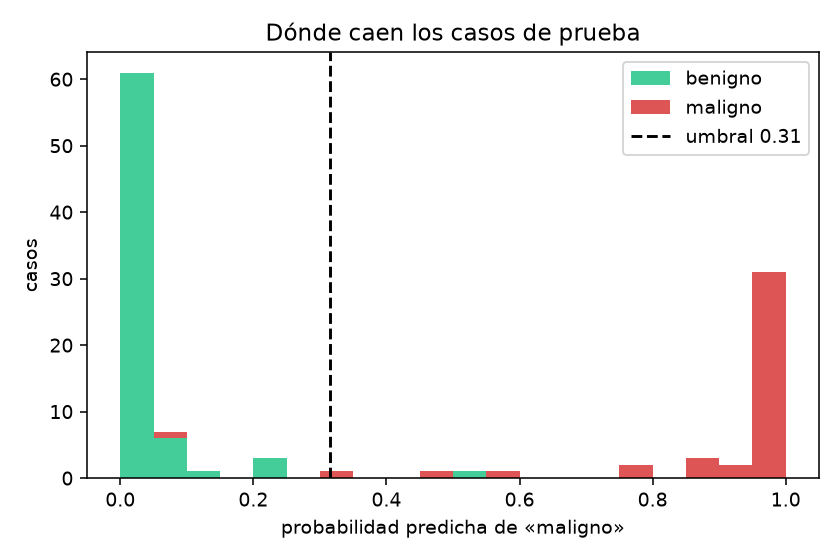 Dónde caen los casos de prueba
benigno
maligno
umbral 0.31
casos
60
50
40
30
20
10
0
0.0 0.2 0.4 0.6 0.8 1.0
probabilidad predicha de «maligno»